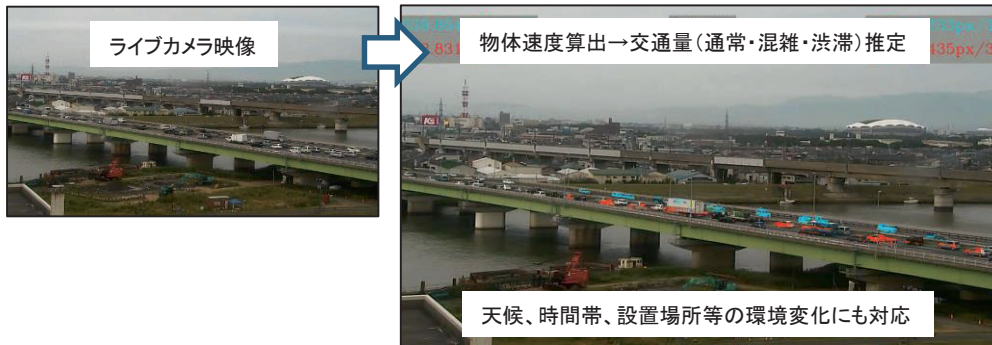 ライブカメラ映像
物体速度算出→交通量(通常・混雑・渋滞)推定
天候、時間帯、設置場所等の環境変化にも対応